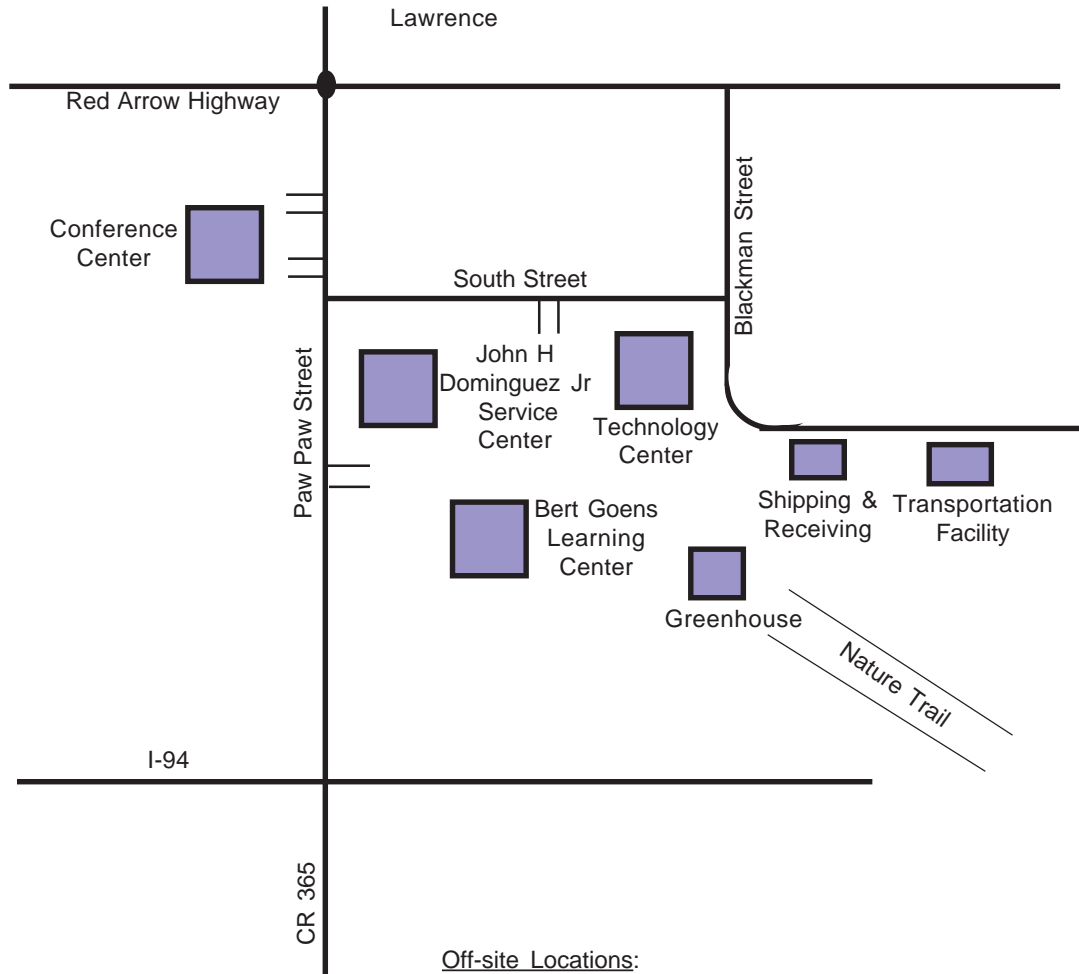 Lawrence
Red Arrow Highway
Blackman Street
Conference
Center
South Street
Paw Paw Street
John H
Dominguez Jr
Service
Center
Technology
Center
Shipping &
Receiving
Transportation
Facility
Bert Goens
Learning
Center
Greenhouse
Nature Trail
I-94
CR 365
Off-site Locations: